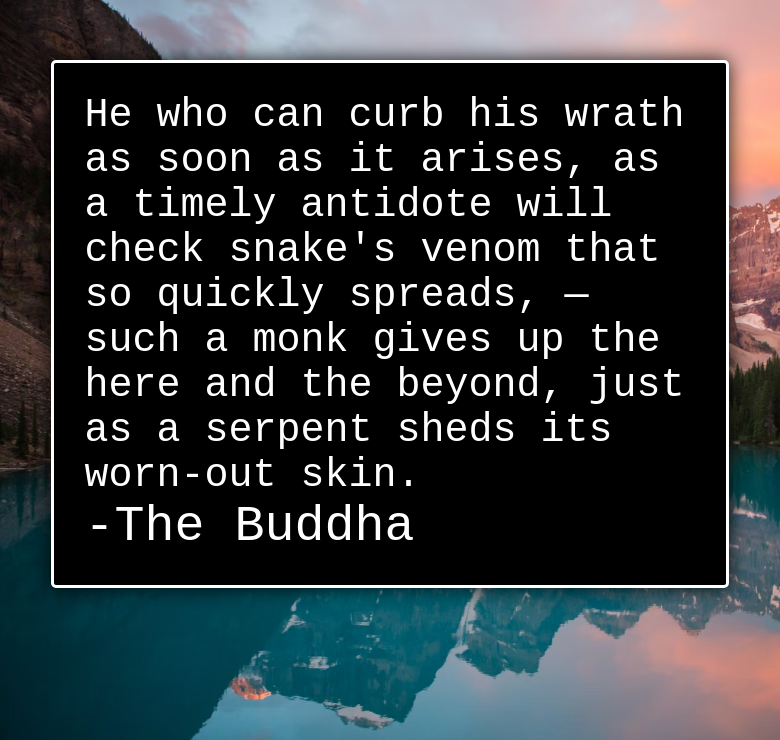 He who can curb his wrath
as soon as it arises, as
a timely antidote will
check snake's venom that
so quickly spreads, —
such a monk gives up the
here and the beyond, just
as a serpent sheds its
worn-out skin.
-The Buddha